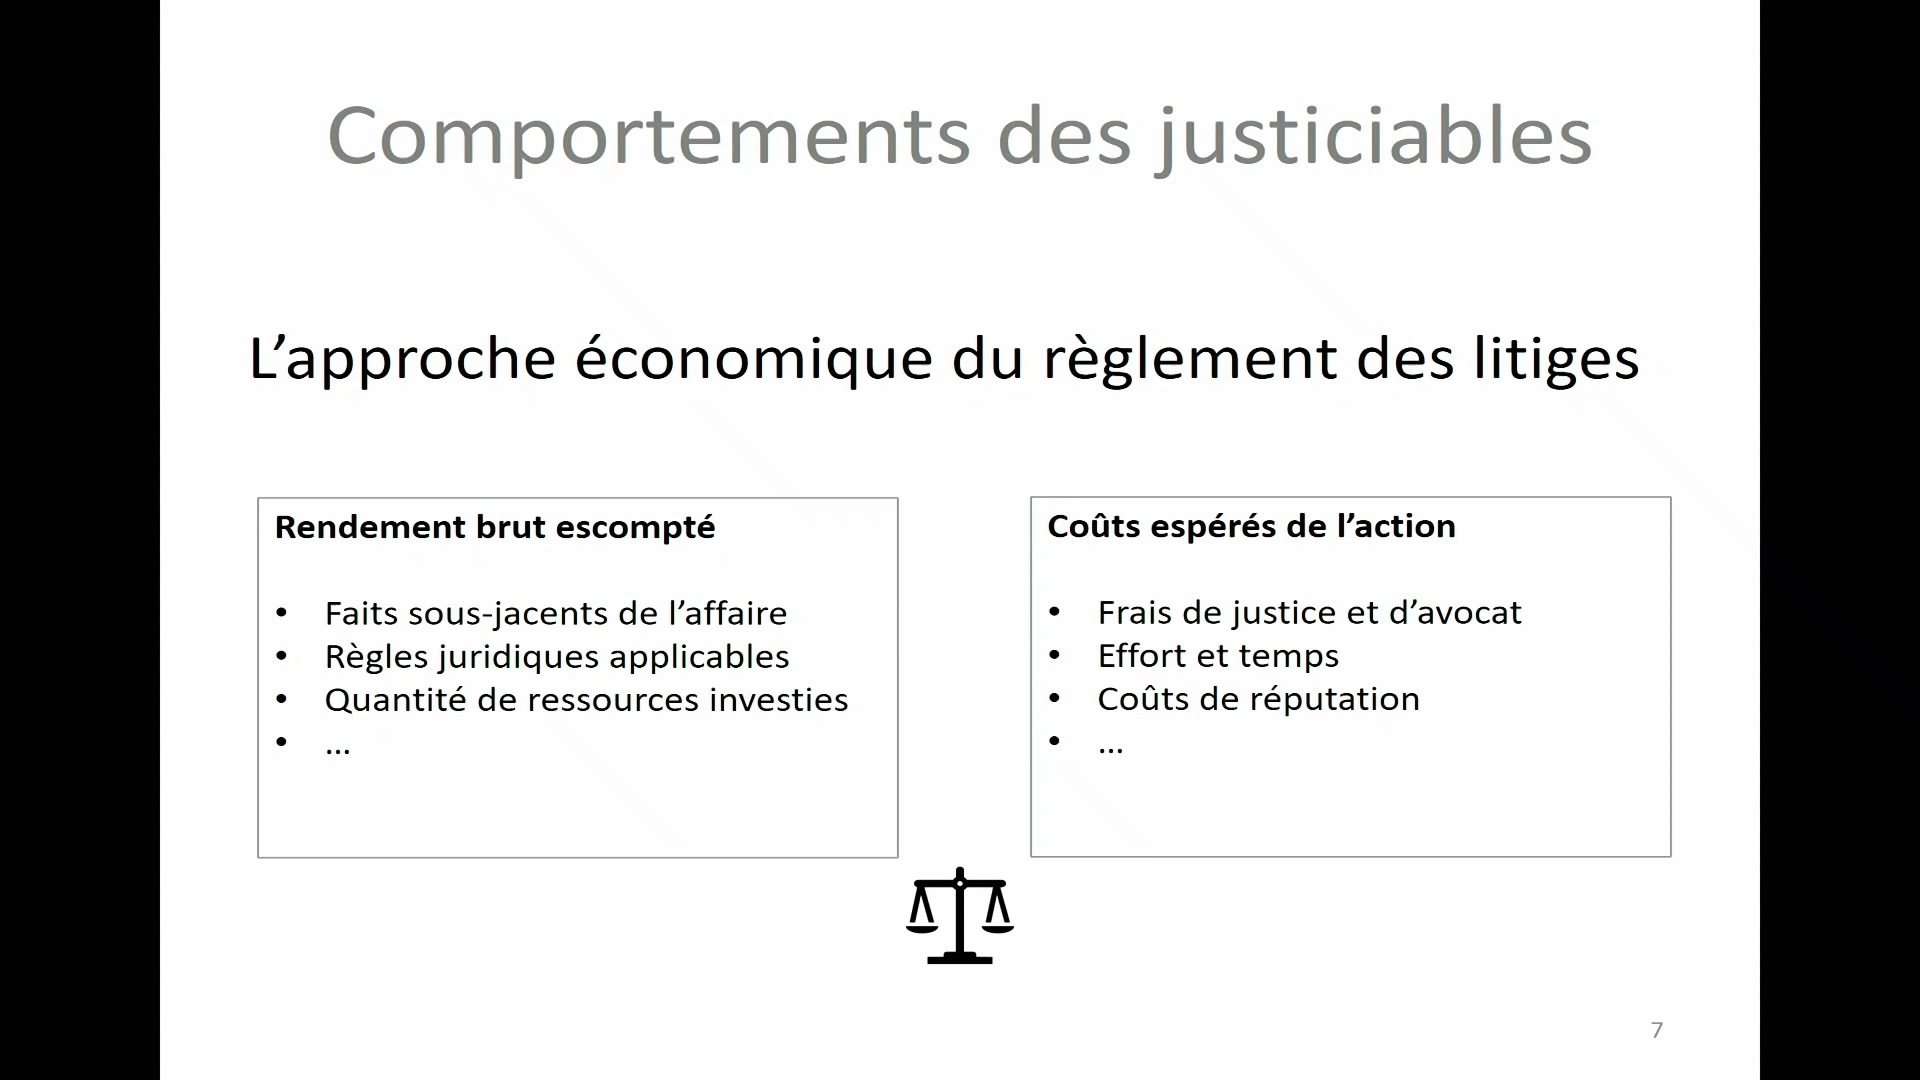 Comportements des justiciables
L’approche économique du règlement des litiges
Rendement brut escompté
• Faits sous-jacents de l’affaire
• Règles juridiques applicables
• Quantité de ressources investies
• ...
Coûts espérés de l’action
• Frais de justice et d’avocat
• Effort et temps
• Coûts de réputation
• ...
7